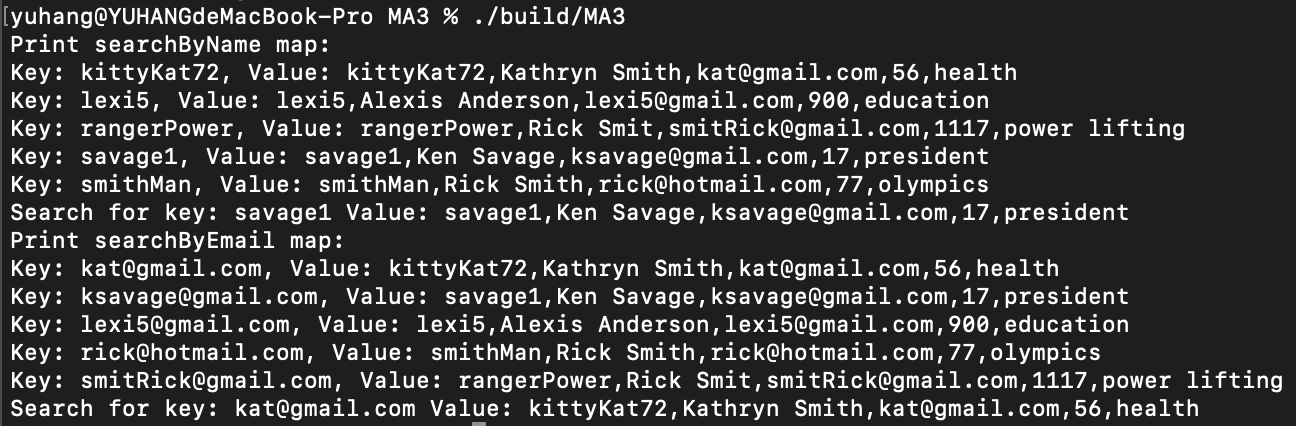 [yuhang@YUHANGdeMacBook-Pro MA3 % ./build/MA3
Print searchByName map:
Key: kittyKat72, Value: kittyKat72,Kathryn Smith,kat@gmail.com,56,health
Key: lexi5, Value: lexi5,Alexis Anderson,lexi5@gmail.com,900,education
Key: rangerPower, Value: rangerPower,Rick Smit,smitRick@gmail.com,1117,power lifting
Key: savage1, Value: savage1,Ken Savage,ksavage@gmail.com,17,president
Key: smithMan, Value: smithMan,Rick Smith,rick@hotmail.com,77,olympics
Search for key: savage1 Value: savage1,Ken Savage,ksavage@gmail.com,17,president
Print searchByEmail map:
Key: kat@gmail.com, Value: kittyKat72,Kathryn Smith,kat@gmail.com,56,health
Key: ksavage@gmail.com, Value: savage1,Ken Savage,ksavage@gmail.com,17,president
Key: lexi5@gmail.com, Value: lexi5,Alexis Anderson,lexi5@gmail.com,900,education
Key: rick@hotmail.com, Value: smithMan,Rick Smith,rick@hotmail.com,77,olympics
Key: smitRick@gmail.com, Value: rangerPower,Rick Smit,smitRick@gmail.com,1117,power lifting
Search for key: kat@gmail.com Value: kittyKat72,Kathryn Smith,kat@gmail.com,56,health